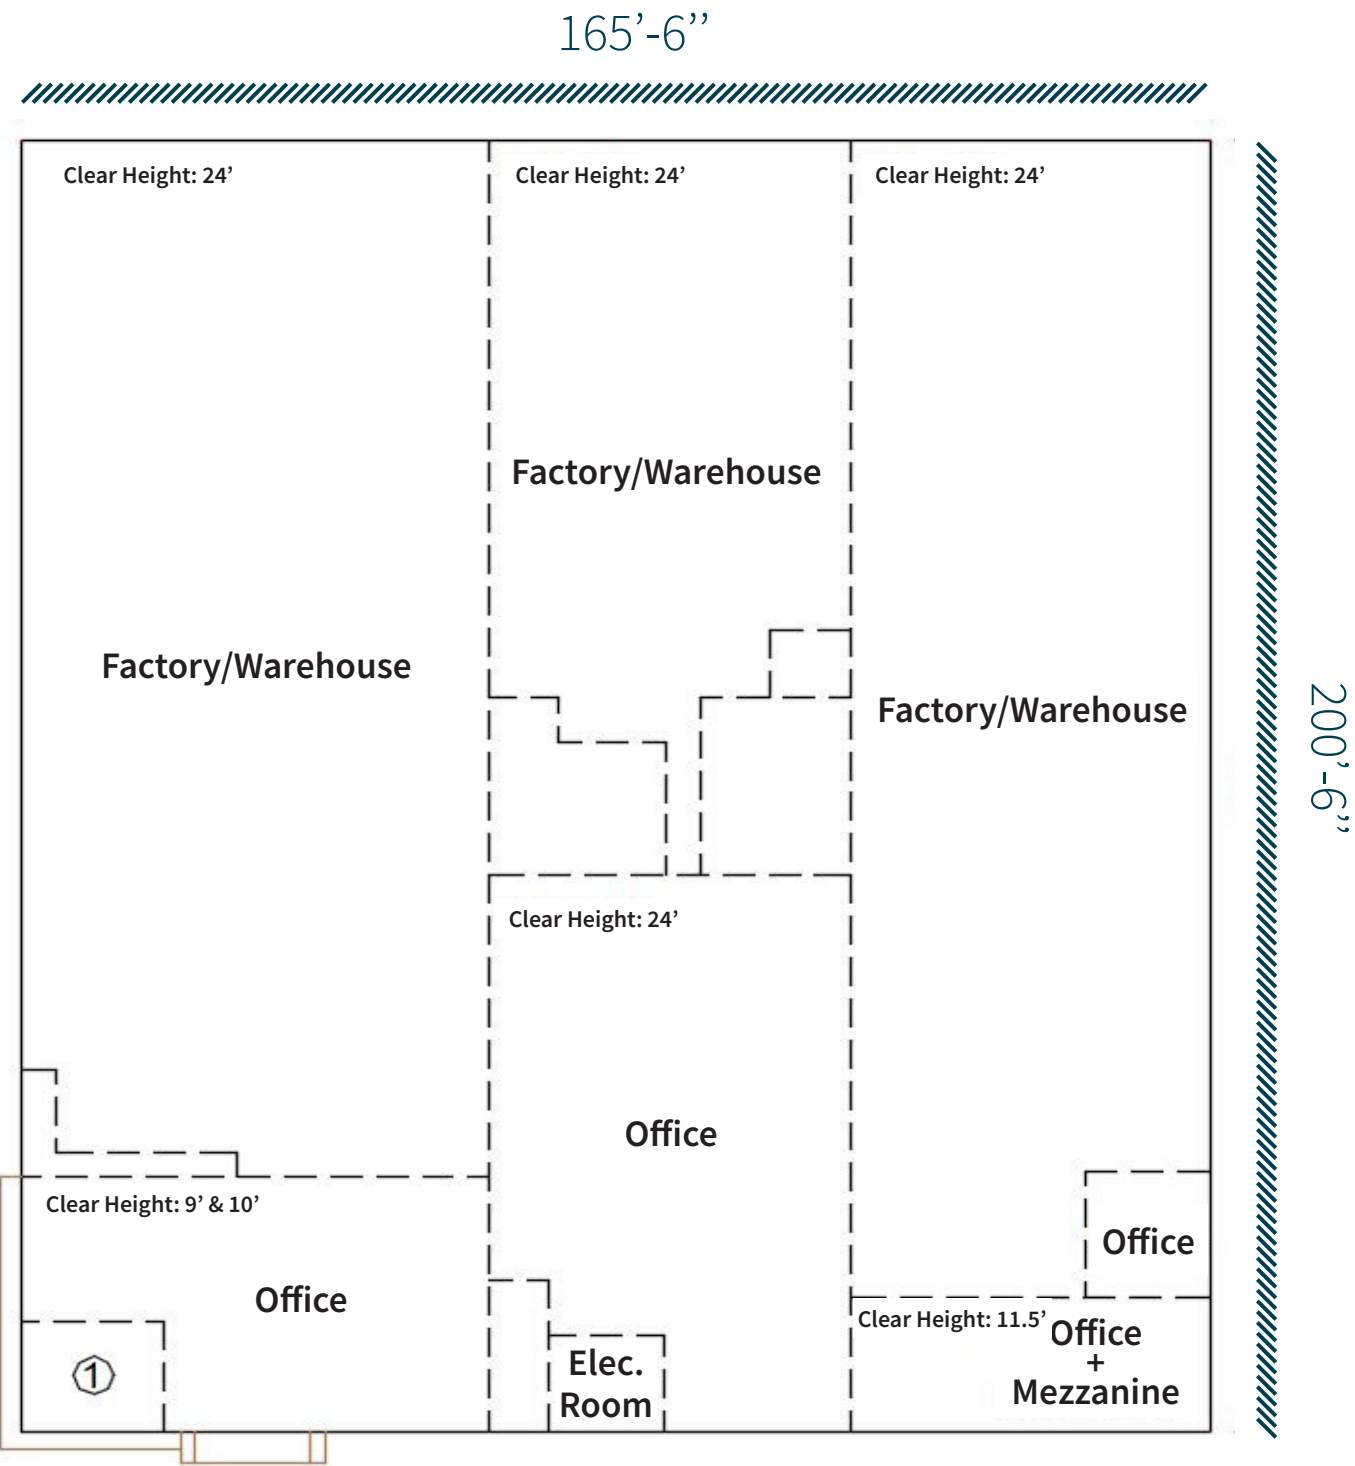 165’-6’’
Clear Height: 24’
Clear Height: 24’
Clear Height: 24’
Factory/Warehouse
Factory/Warehouse
Factory/Warehouse
200’-6’’
Clear Height: 24’
Office
Clear Height: 9’ & 10’
Office
Office
Clear Height: 11.5’
Office
+
Mezzanine
1
Elec.
Room